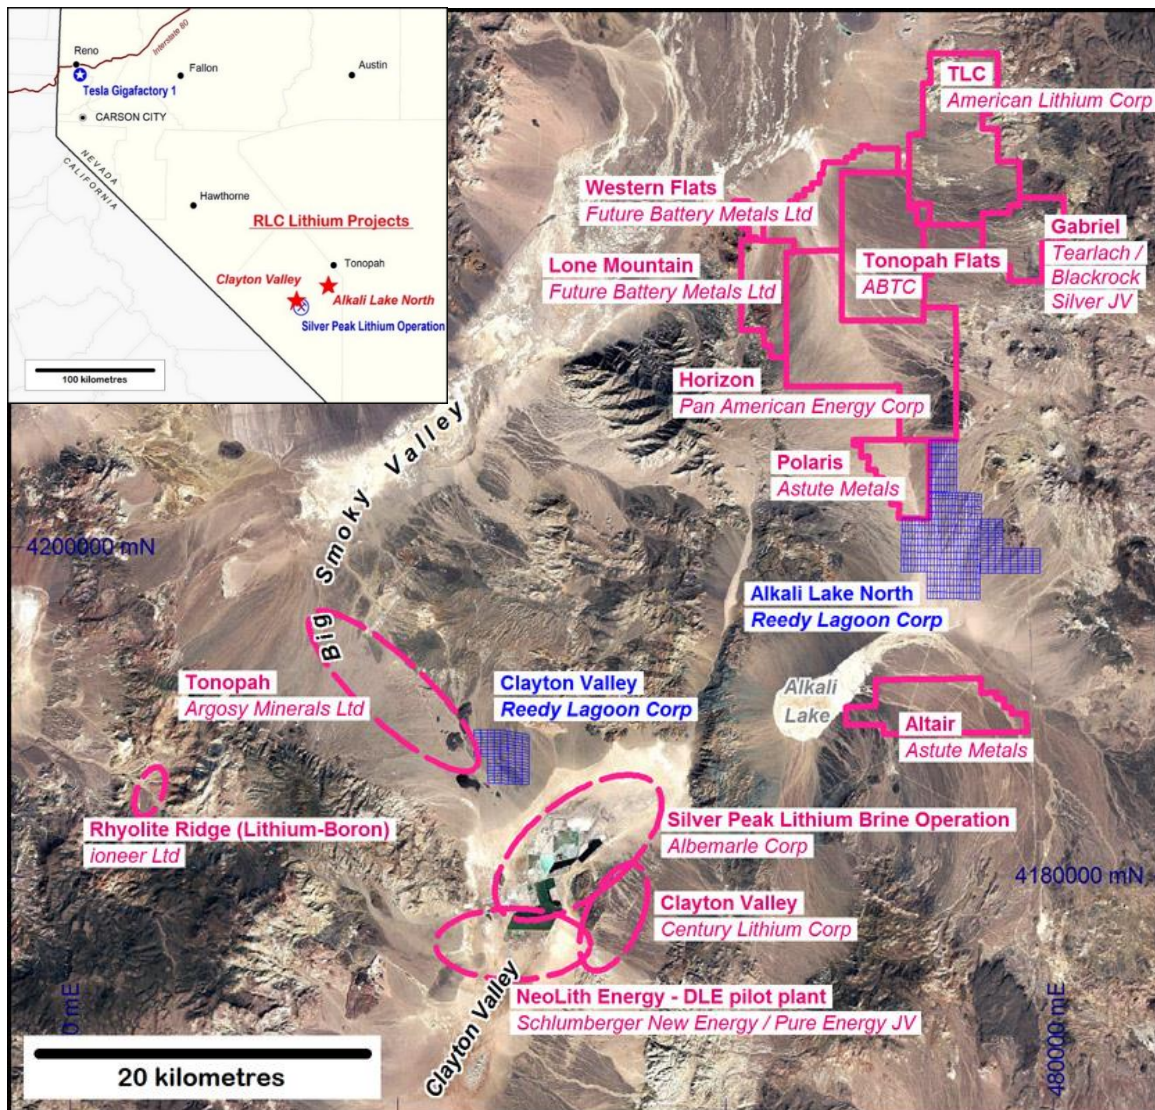 Reno
Interstate 80
Tesla Gigafactory 1
Fallon
Austin
CARSON CITY
NEVADA
CALIFORNIA
Hawthorne
RLC Lithium Projects
Tonopah
Clayton Valley
Alkali Lake North
Silver Peak Lithium Operation
100 kilometres
TLC
American Lithium Corp
Western Flats
Future Battery Metals Ltd
Gabriel
Tearlach /
Blackrock
Silver JV
Lone Mountain
Future Battery Metals Ltd
Tonopah Flats
ABTC
Horizon
Pan American Energy Corp
Polaris
Astute Metals
Big Smoky Valley
4200000 mN
Alkali Lake North
Reedy Lagoon Corp
Tonopah
Argosy Minerals Ltd
Clayton Valley
Reedy Lagoon Corp
Alkali
Lake
Altair
Astute Metals
Rhyolite Ridge (Lithium-Boron)
ioneer Ltd
Silver Peak Lithium Brine Operation
Albemarle Corp
4180000 mN
Clayton Valley
Century Lithium Corp
NeoLith Energy - DLE pilot plant
Schlumberger New Energy / Pure Energy JV
Clayton Valley
0 mE
480000 mE
20 kilometres